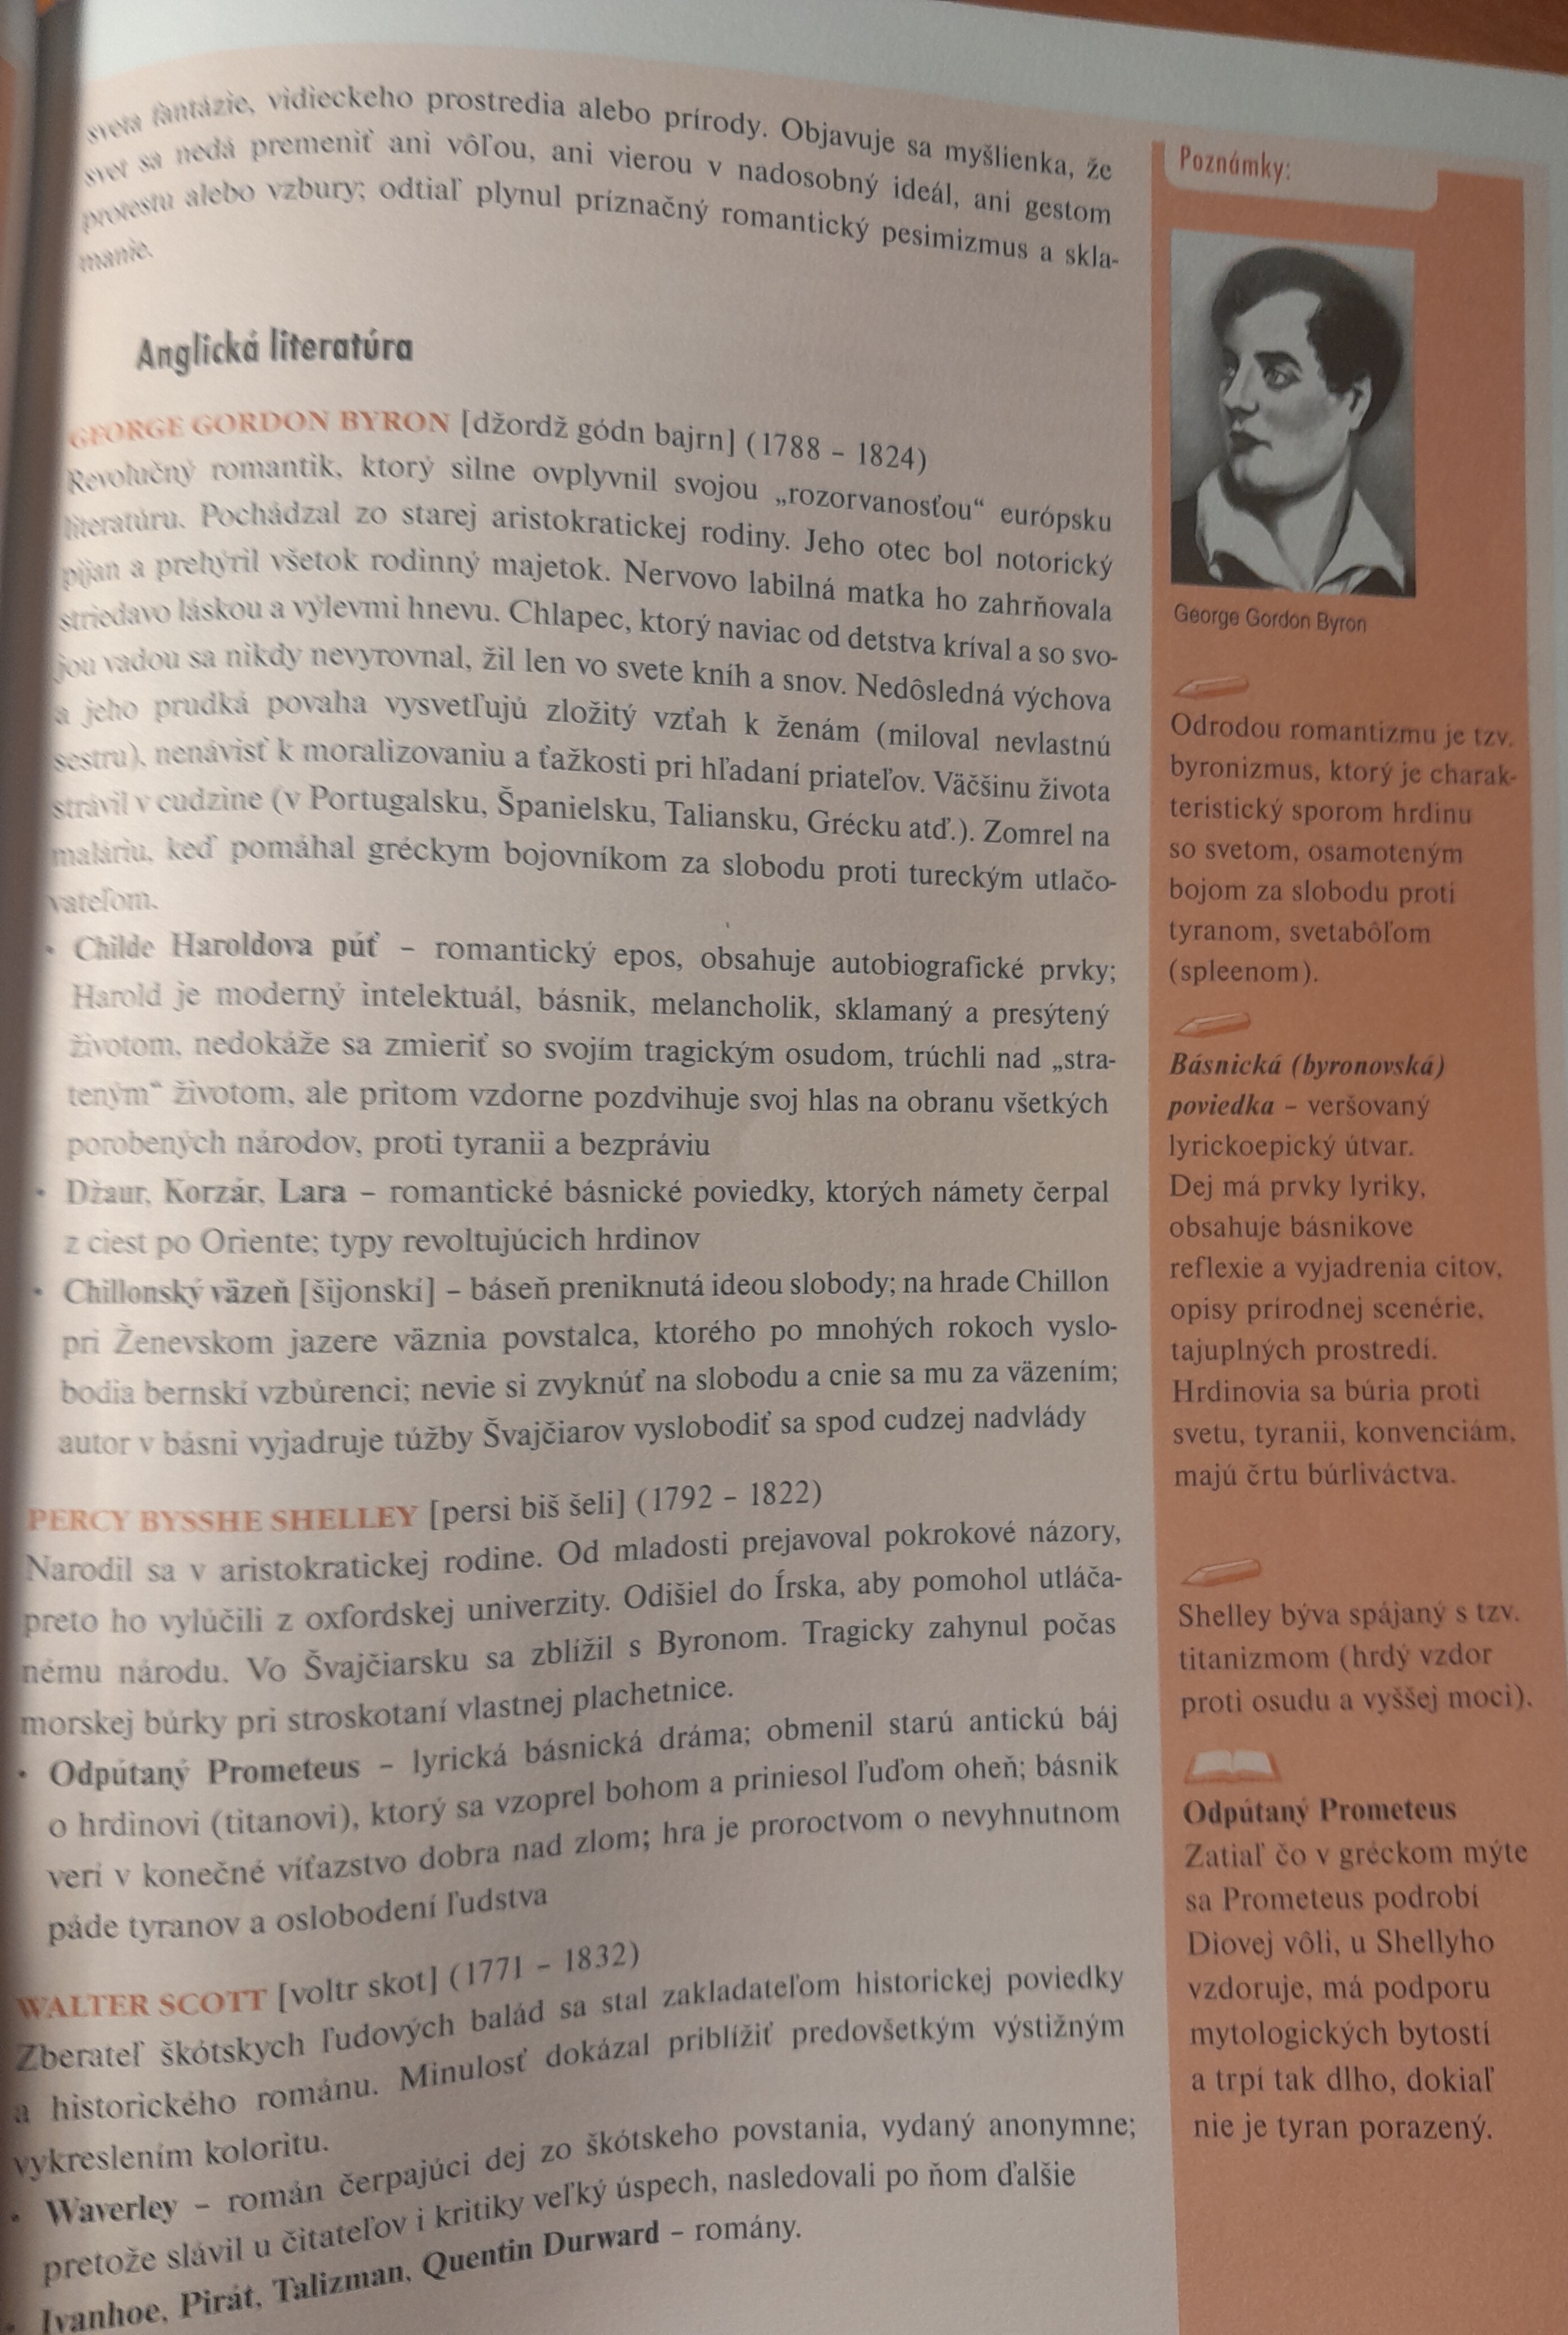 sveta fantázie, vidieckeho prostredia alebo prírody. Objavuje sa myšlienka, že
svet sa nedá premeniť ani vôľou, ani vierou v nadosobný ideál, ani gestom
protestu alebo vzbury; odtiaľ plynul príznačný romantický pesimizmus a skla-
manie.
Anglická literatúra
GEORGE GORDON BYRON [džordž gódn bajrn] (1788 – 1824)
Revolučný romantik, ktorý silne ovplyvnil svojou „rozorvanosťou“ európsku
literatúru. Pochádzal zo starej aristokratickej rodiny. Jeho otec bol notorický
pijan a prehýril všetok rodinný majetok. Nervovo labilná matka ho zahrňovala
striedavo láskou a výlevmi hnevu. Chlapec, ktorý naviac od detstva kríval a so svo-
jou vadou sa nikdy nevyrovnal, žil len vo svete kníh a snov. Nedôsledná výchova
a jeho prudká povaha vysvetľujú zložitý vzťah k ženám (miloval nevlastnú
sestru), nenávisť k moralizovaniu a ťažkosti pri hľadaní priateľov. Väčšinu života
strávil v cudzine (v Portugalsku, Španielsku, Taliansku, Grécku atď.). Zomrel na
maláriu, keď pomáhal gréckym bojovníkom za slobodu proti tureckým utlačo-
vateľom.
• Childe Haroldova púť – romantický epos, obsahuje autobiografické prvky;
Harold je moderný intelektuál, básnik, melancholik, sklamaný a presýtený
životom, nedokáže sa zmieriť so svojím tragickým osudom, trúchli nad „stra-
teným“ životom, ale pritom vzdorne pozdvihuje svoj hlas na obranu všetkých
porobených národov, proti tyranii a bezpráviu
• Džaur, Korzár, Lara – romantické básnické poviedky, ktorých námety čerpal
z ciest po Oriente; typy revoltujúcich hrdinov
• Chillonský väzeň [šijonskí] – báseň preniknutá ideou slobody; na hrade Chillon
pri Ženevskom jazere väznia povstalca, ktorého po mnohých rokoch vyslo-
bodia bernskí vzbúrenci; nevie si zvyknúť na slobodu a cnie sa mu za väzením;
autor v básni vyjadruje túžby Švajčiarov vyslobodiť sa spod cudzej nadvlády
PERCY BYSSHE SHELLEY [persi biš šeli] (1792 – 1822)
Narodil sa v aristokratickej rodine. Od mladosti prejavoval pokrokové názory,
preto ho vylúčili z oxfordskej univerzity. Odišiel do Írska, aby pomohol utláča-
nému národu. Vo Švajčiarsku sa zblížil s Byronom. Tragicky zahynul počas
morskej búrky pri stroskotaní vlastnej plachetnice.
• Odpútaný Prometeus – lyrická básnická dráma; obmenil starú antickú báj
o hrdinovi (titanovi), ktorý sa vzoprel bohom a priniesol ľuďom oheň; básnik
verí v konečné víťazstvo dobra nad zlom; hra je proroctvom o nevyhnutnom
páde tyranov a oslobodení ľudstva
WALTER SCOTT [voltr skot] (1771 – 1832)
Zberateľ škótskych ľudových balád sa stal zakladateľom historickej poviedky
a historického románu. Minulosť dokázal priblížiť predovšetkým výstižným
vykreslením koloritu.
• Waverley – román čerpajúci dej zo škótskeho povstania, vydaný anonymne;
pretože slávil u čitateľov i kritiky veľký úspech, nasledovali po ňom ďalšie
• Ivanhoe, Pirát, Talizman, Quentin Durward – romány.
Poznámky:
George Gordon Byron
Odrodou romantizmu je tzv.
byronizmus, ktorý je charak-
teristický sporom hrdinu
so svetom, osamoteným
bojom za slobodu proti
tyranom, svetabôľom
(spleenom).
Básnická (byronovská)
poviedka – veršovaný
lyrickoepický útvar.
Dej má prvky lyriky,
obsahuje básnikove
reflexie a vyjadrenia citov,
opisy prírodnej scenérie,
tajuplných prostredí.
Hrdinovia sa búria proti
svetu, tyranii, konvenciám,
majú črtu búrliváctva.
Shelley býva spájaný s tzv.
titanizmom (hrdý vzdor
proti osudu a vyššej moci).
Odpútaný Prometeus
Zatiaľ čo v gréckom mýte
sa Prometeus podrobí
Diovej vôli, u Shellyho
vzdoruje, má podporu
mytologických bytostí
a trpí tak dlho, dokiaľ
nie je tyran porazený.